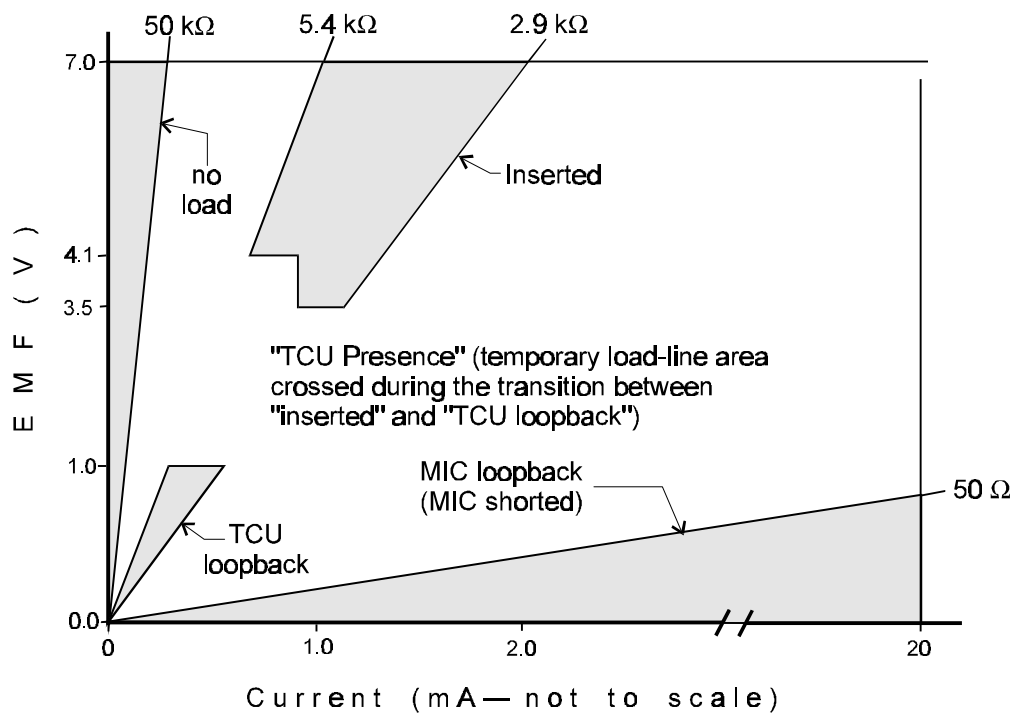 50 kΩ 5.4 kΩ 2.9 kΩ
7.0
no
load
Inserted
4.1
3.5
E M F ( V )
"TCU Presence" (temporary load-line area
crossed during the transition between
"inserted" and "TCU loopback")
1.0
MIC loopback
(MIC shorted)
50 Ω
TCU
loopback
0.0
0 1.0 2.0 20
Current (mA—not to scale)